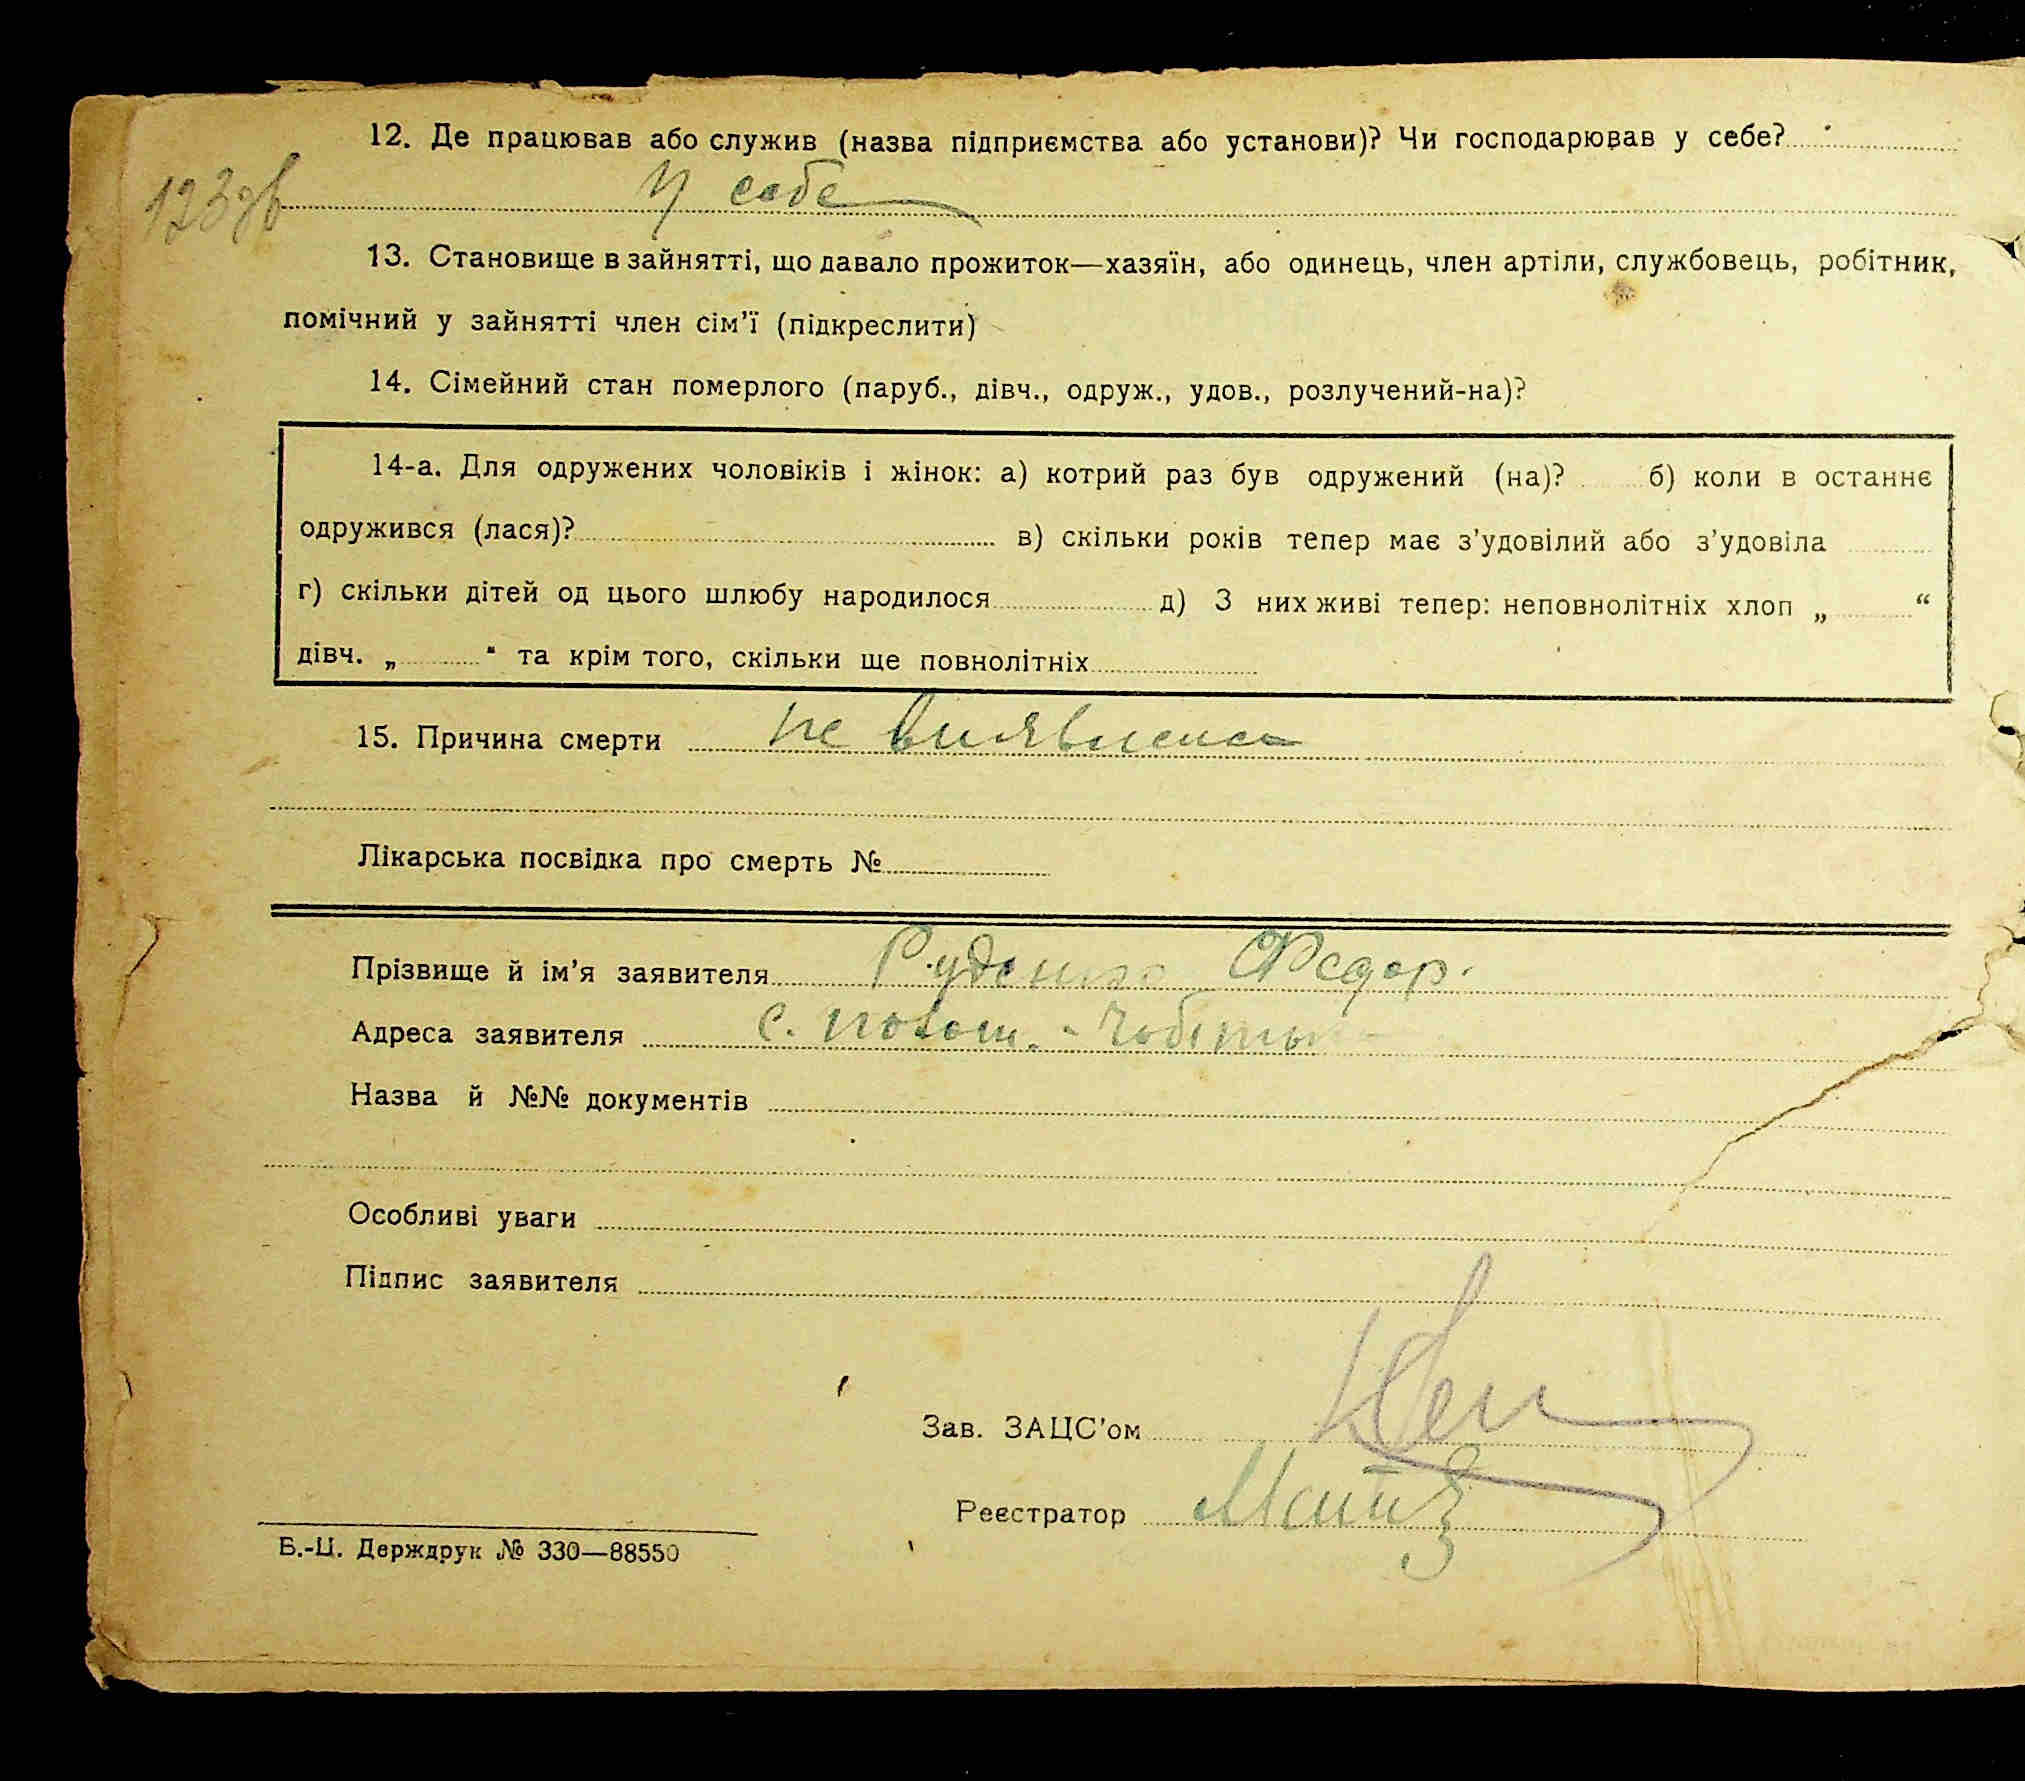 12. Де працював або служив (назва підприємства або установи)? Чи господарював у себе?
123зв
У себе
13. Становище в зайнятті, що давало прожиток—хазяїн, або одинець, член артіли, службовець, робітник,
помічний у зайнятті член сім’ї (підкреслити)
14. Сімейний стан померлого (паруб., дівч., одруж., удов., розлучений-на)?
14-а. Для одружених чоловіків і жінок: а) котрий раз був одружений (на)? б) коли в останнє
одружився (лася)? в) скільки років тепер має з’удовілий або з’удовіла
г) скільки дітей од цього шлюбу народилося д) З них живі тепер: неповнолітніх хлоп „ “
дівч. „ “ та крім того, скільки ще повнолітніх
15. Причина смерти не виявлена
Лікарська посвідка про смерть №
Прізвище й ім’я заявителя Руденко Федор.
Адреса заявителя с.
Назва й №№ документів
Особливі уваги
Підпис заявителя
Зав. ЗАЦС’ом
Реєстратор
Б.-Ц. Держдрук № 330—88550